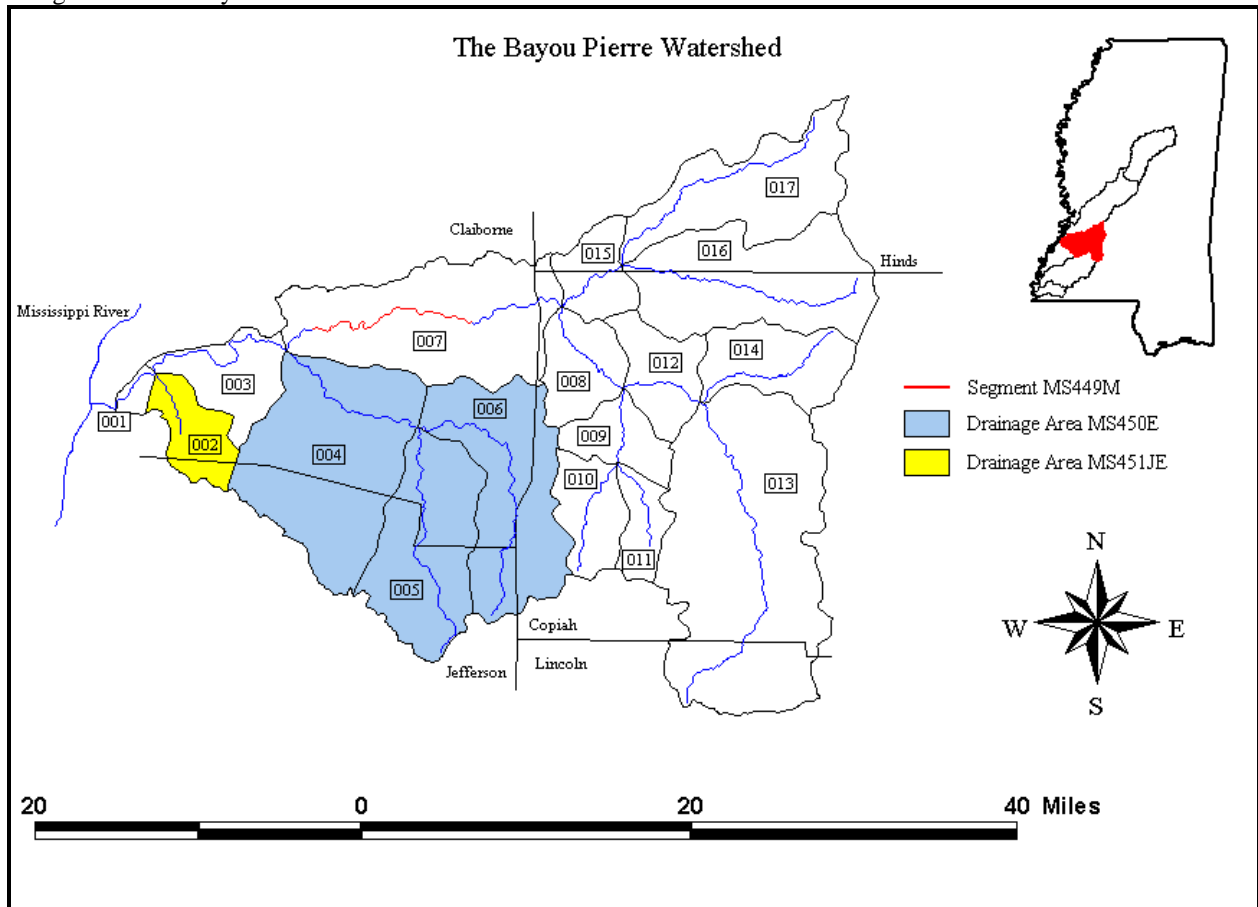 The Bayou Pierre Watershed
017
Claiborne
015
016
Hinds
Mississippi River
007
014
012
003
008
Segment MS449M
006
001
Drainage Area MS450E
009
002
004
Drainage Area MS451JE
010
013
N
011
005
W
E
Copiah
Jefferson
Lincoln
S
20 0 20 40 Miles